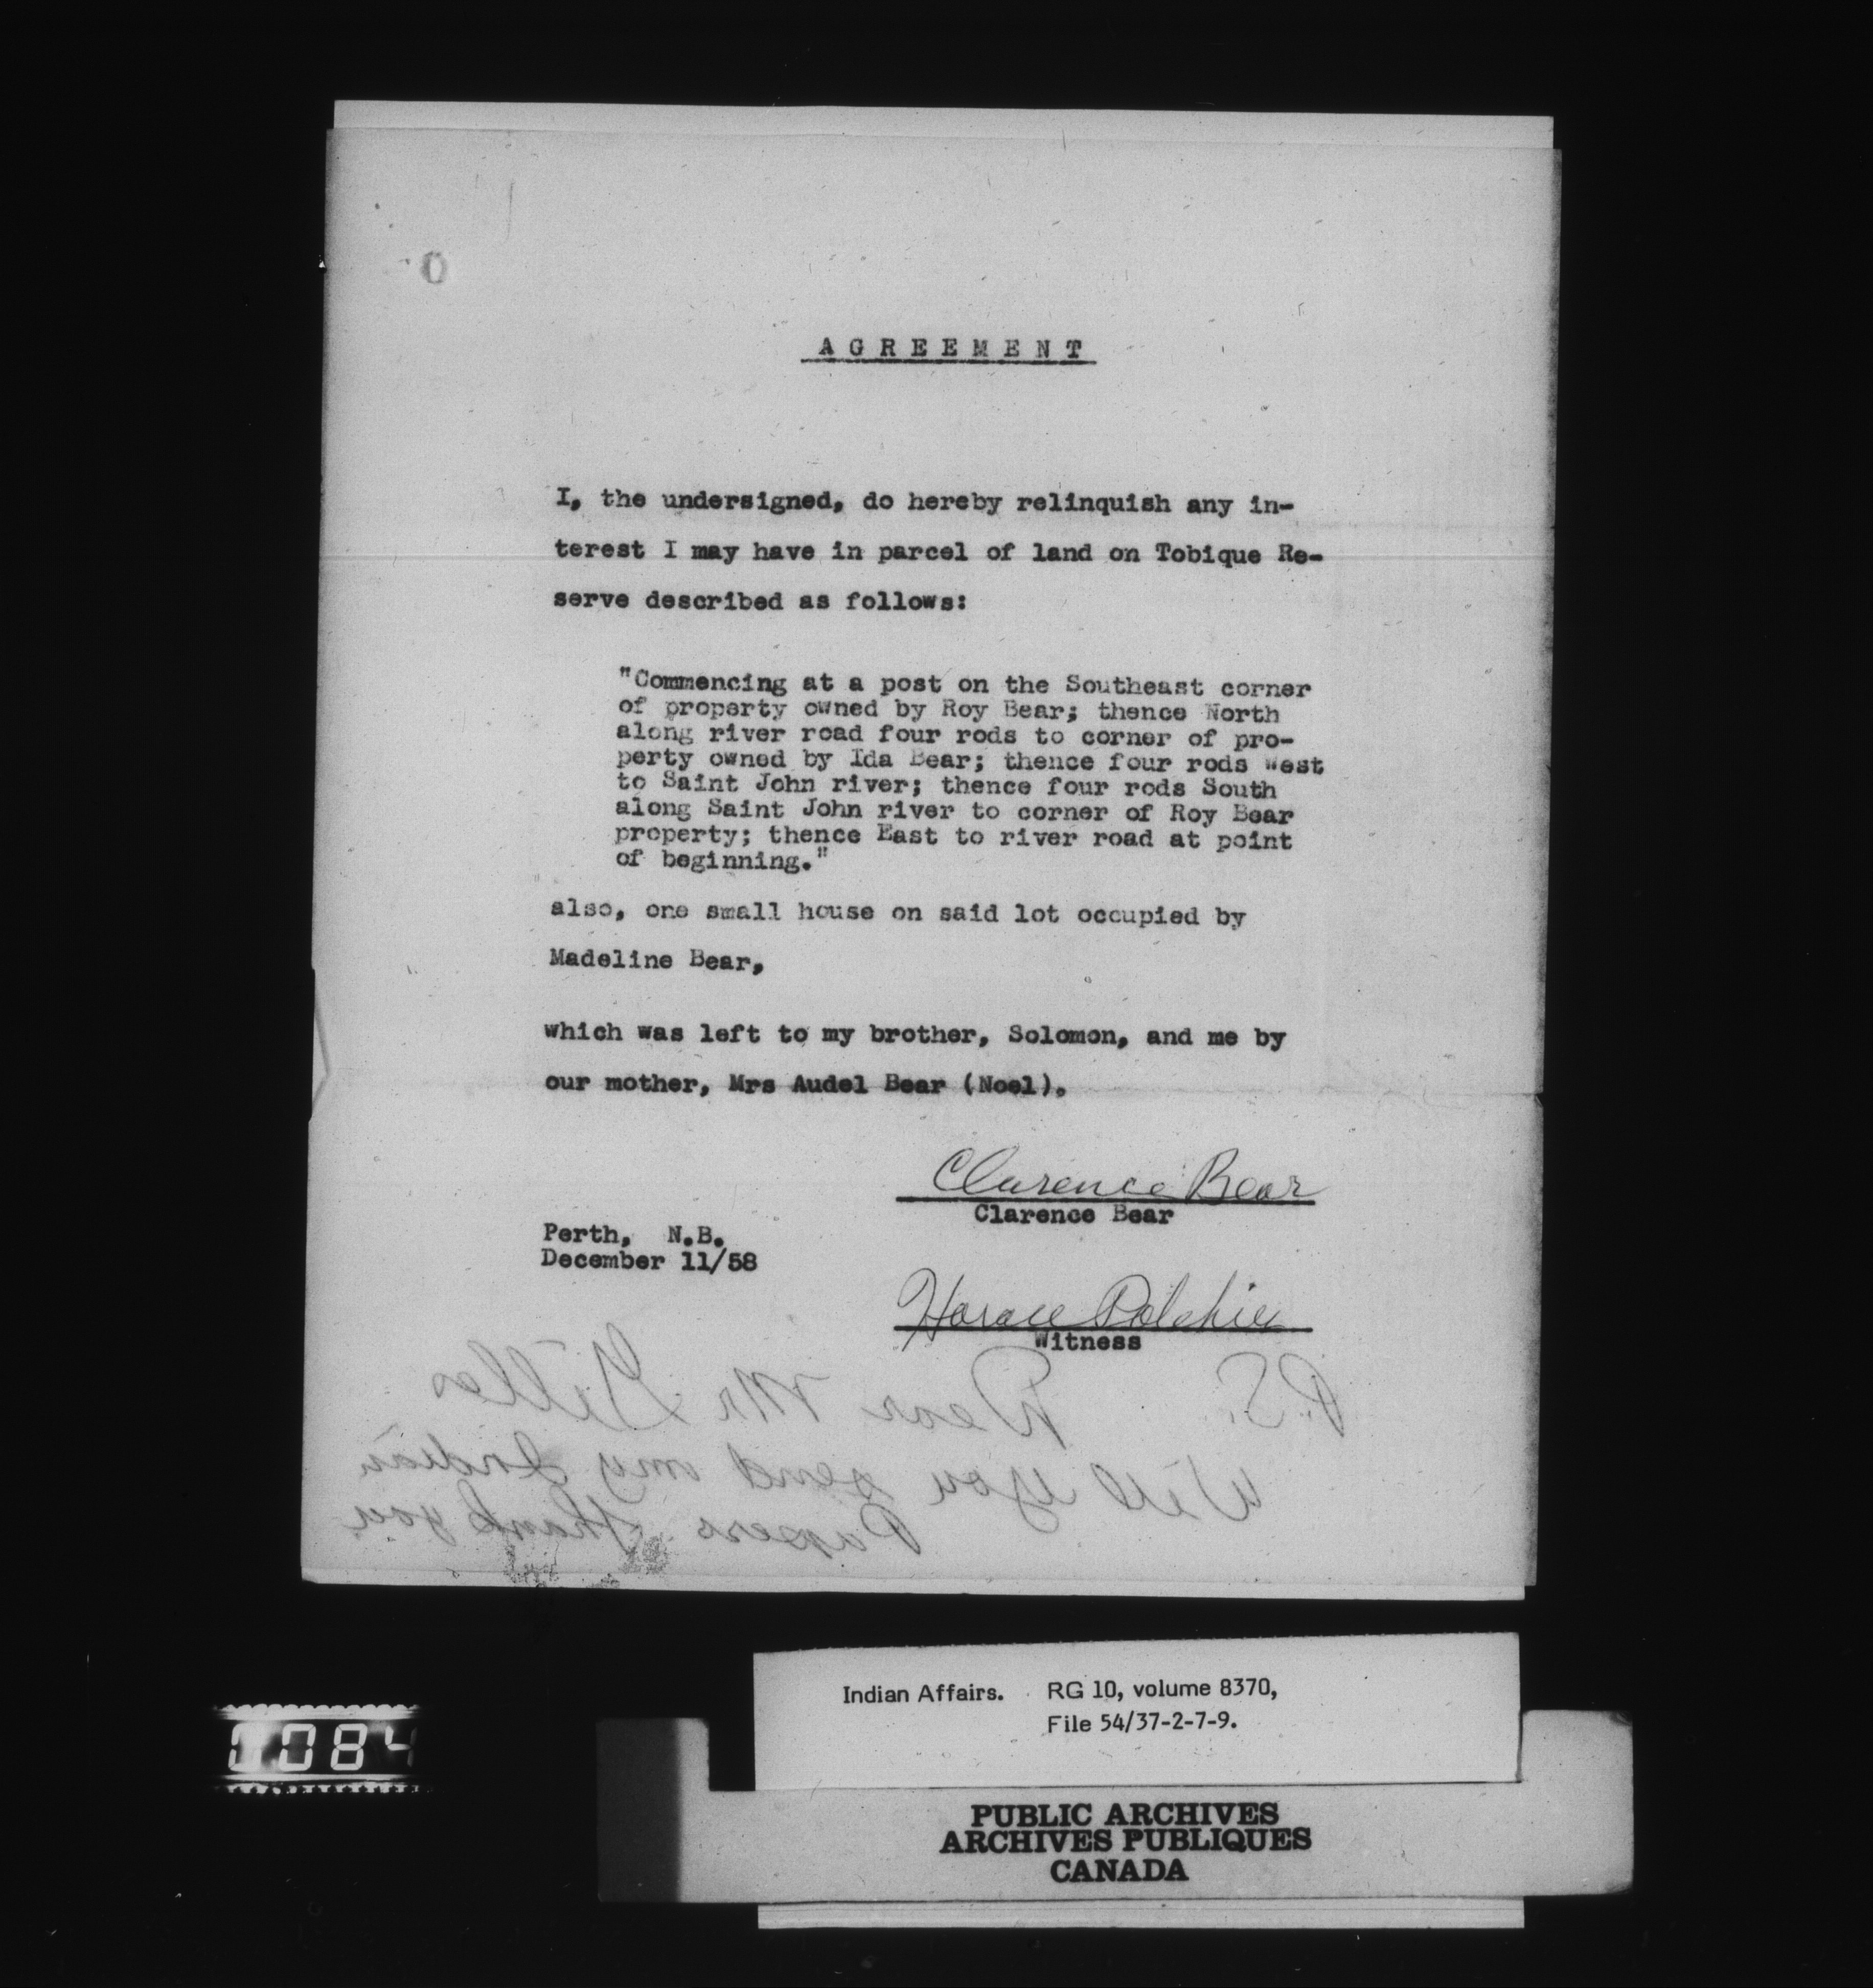 A G R E E M E N T
I, the undersigned, do hereby relinquish any in-
terest I may have in parcel of land on Tobique Re-
serve described as follows:
"Commencing at a post on the Southeast corner
of property owned by Roy Bear; thence North
along river road four rods to corner of pro-
perty owned by Ida Bear; thence four rods West
to Saint John river; thence four rods South
along Saint John river to corner of Roy Bear
property; thence East to river road at point
of beginning."
also, one small house on said lot occupied by
Madeline Bear,
which was left to my brother, Solomon, and me by
our mother, Mrs Audel Bear (Noel).
Clarence Bear
Clarence Bear
Perth, N.B.
December 11/58
Horace Polchies
Witness
P.S. Dear Mr
Will you send my Indian
Papers thank you
0084
Indian Affairs. RG 10, volume 8370,
File 54/37-2-7-9.
PUBLIC ARCHIVES
ARCHIVES PUBLIQUES
CANADA